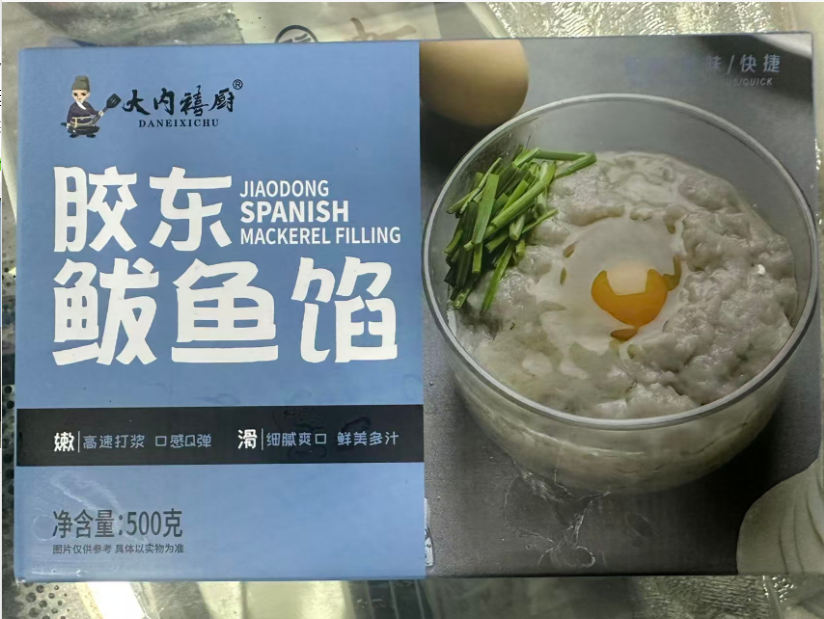 大内禧厨®
DANEIXICHU
胶东
JIAODONG
SPANISH
MACKEREL FILLING
鲅鱼馅
嫩|高速打浆 口感Q弹 滑|细腻爽口 鲜美多汁
净含量:500克
图片仅供参考 具体以实物为准
味/快捷
/QUICK